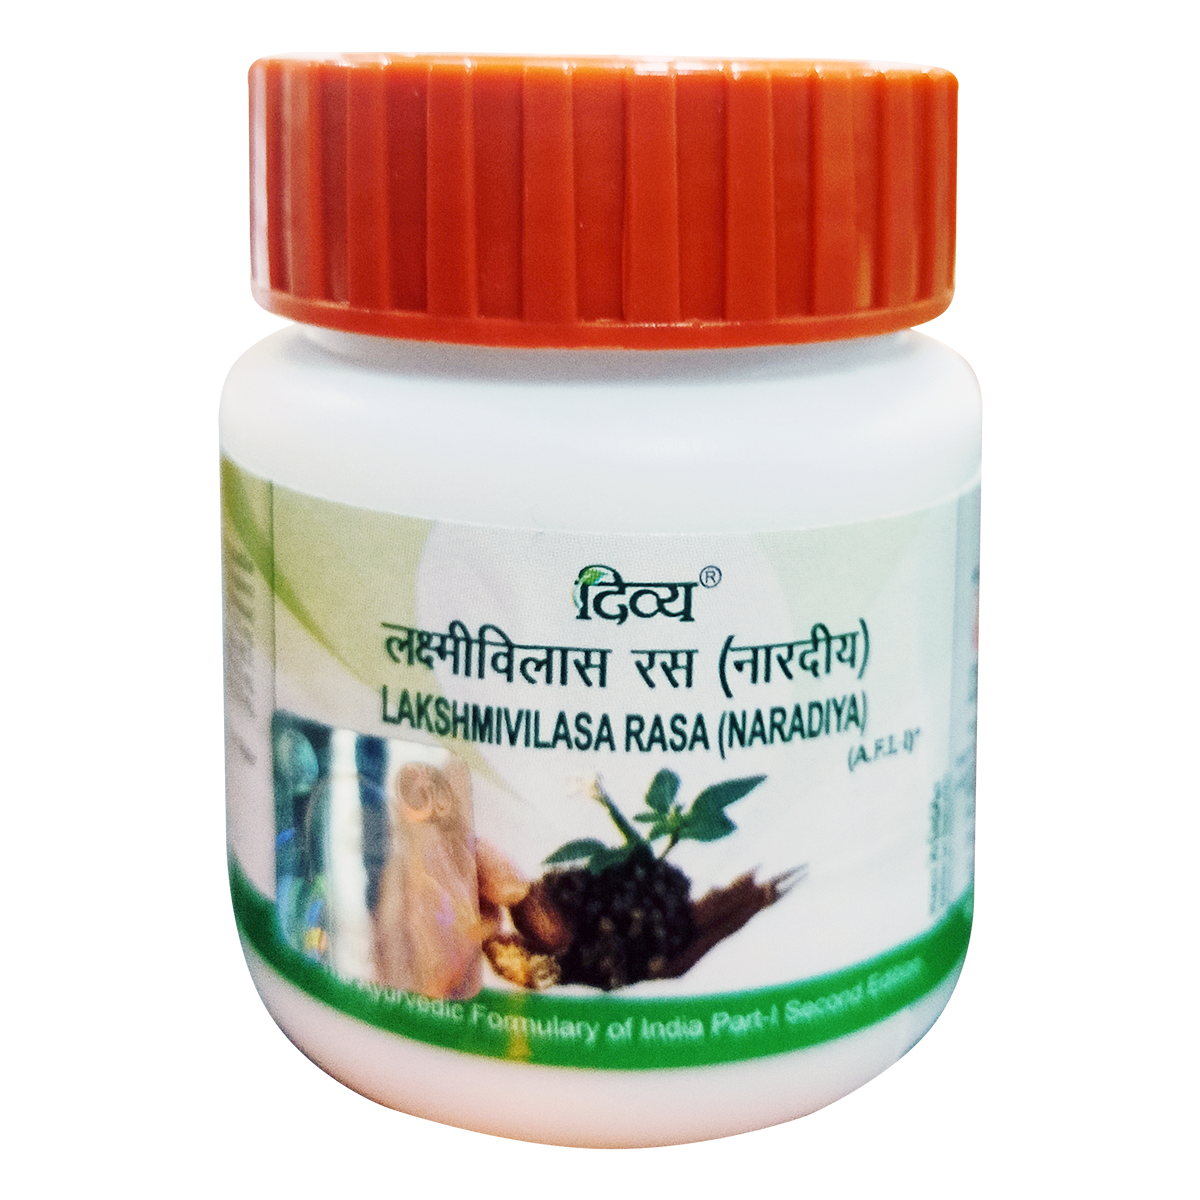 दिव्य®
लक्ष्मीविलास रस (नारदीय)
LAKSHMIVILASA RASA (NARADIYA)
(A.F.I.-I)*
Ayurvedic Formulary of India Part-I Second Edition